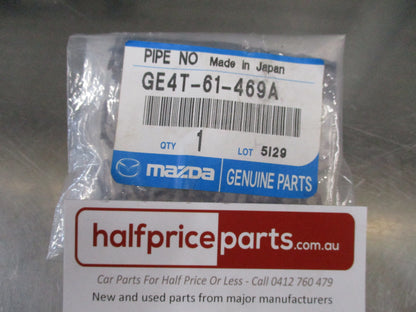 PIPE NO Made in Japan
GE4T-61-469A
QTY 1 LOT 5129
mazda GENUINE PARTS
halfpriceparts.com.au
Car Parts For Half Price Or Less - Call 0412 760 479
New and used parts from major manufacturers